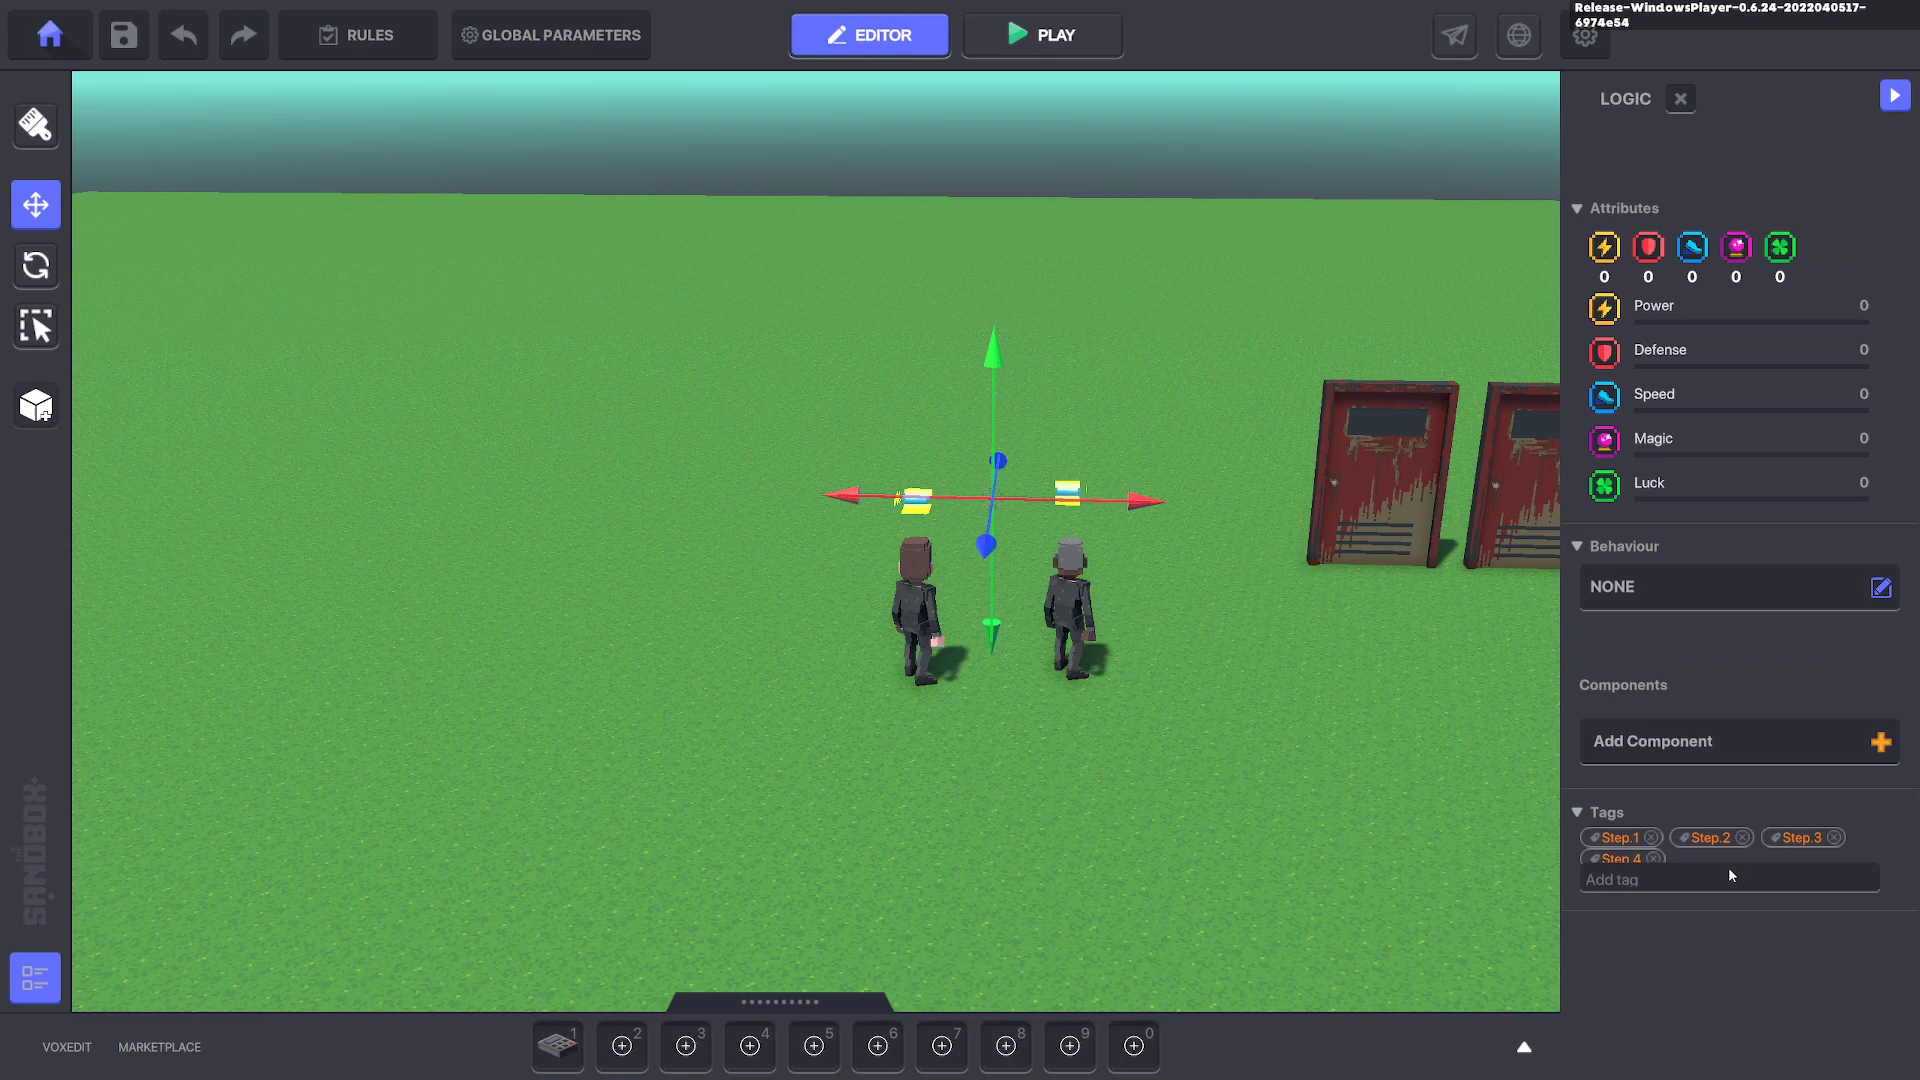 Release-WindowsPlayer-0.6.24-2022040517-
6974e54
RULES
GLOBAL PARAMETERS
EDITOR
PLAY
LOGIC
Attributes
0 0 0 0 0
Power 0
Defense 0
Speed 0
Magic 0
Luck 0
Behaviour
NONE
Components
Add Component
Tags
Step.1 Step.2 Step.3
Step.4
Add tag
THE SANDBOX
VOXEDIT
MARKETPLACE
1 2 3 4 5 6 7 8 9 0